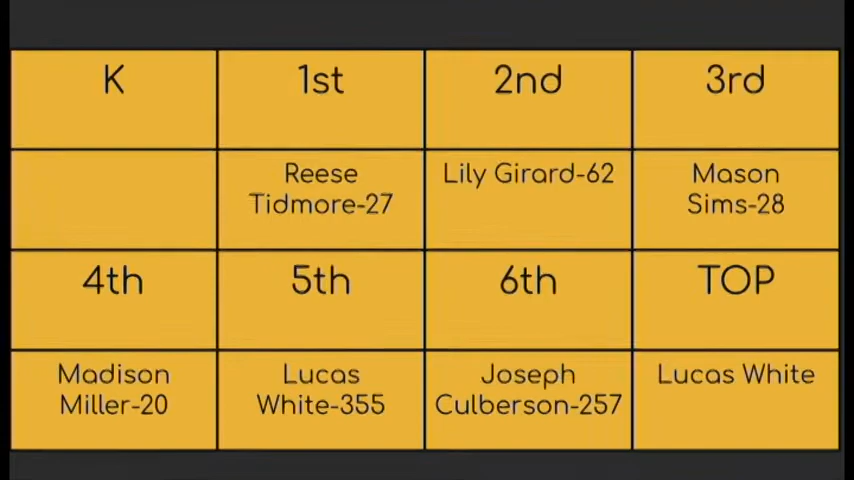 K
1st
2nd
3rd
Reese
Tidmore-27
Lily Girard-62
Mason
Sims-28
4th
5th
6th
TOP
Madison
Miller-20
Lucas
White-355
Joseph
Culberson-257
Lucas White